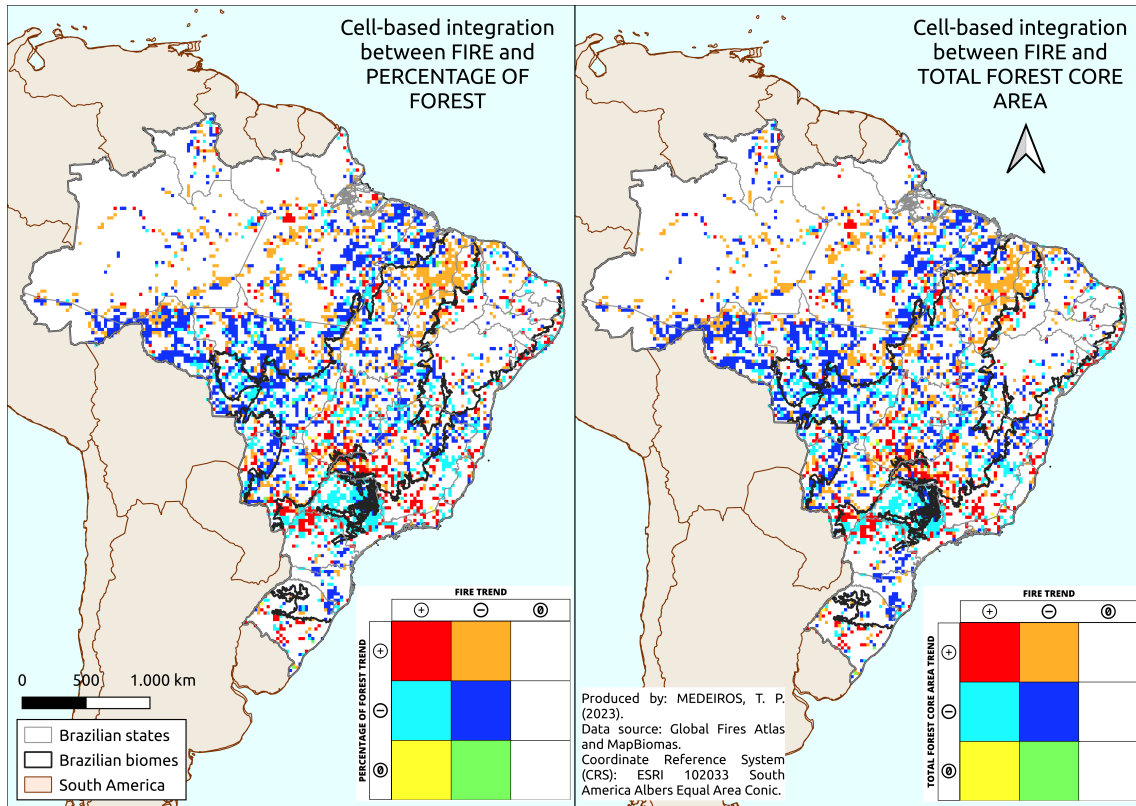 Cell-based integration
between FIRE and
PERCENTAGE OF
FOREST
0 500 1.000 km
Brazilian states
Brazilian biomes
South America
FIRE TREND
+ − 0
PERCENTAGE OF FOREST TREND
+
−
0
Cell-based integration
between FIRE and
TOTAL FOREST CORE
AREA
Produced by: MEDEIROS, T. P.
(2023).
Data source: Global Fires Atlas
and MapBiomas.
Coordinate Reference System
(CRS): ESRI 102033 South
America Albers Equal Area Conic.
FIRE TREND
+ − 0
TOTAL FOREST CORE AREA TREND
+
−
0